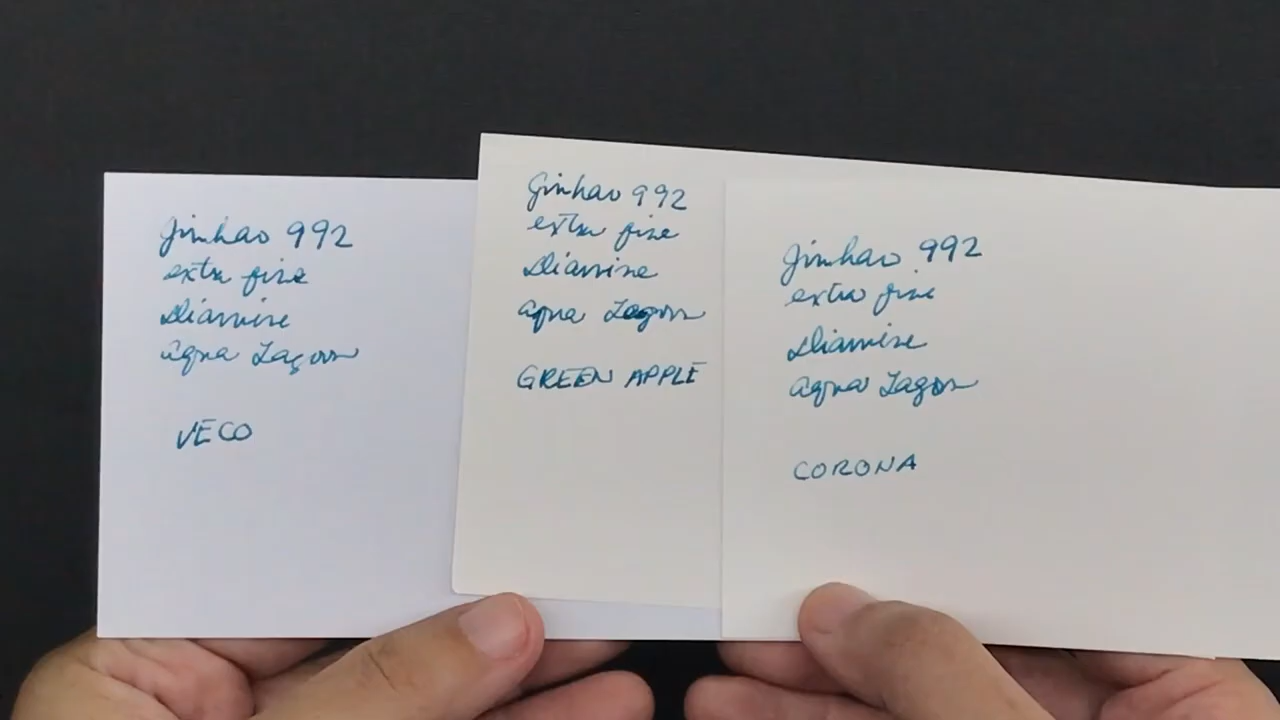 Jinhao 992
extra fine
Diamine
Aqua Lagoon
VECO
Jinhao 992
extra fine
Diamine
Aqua Lagoon
GREEN APPLE
Jinhao 992
extra fine
Diamine
Aqua Lagoon
CORONA